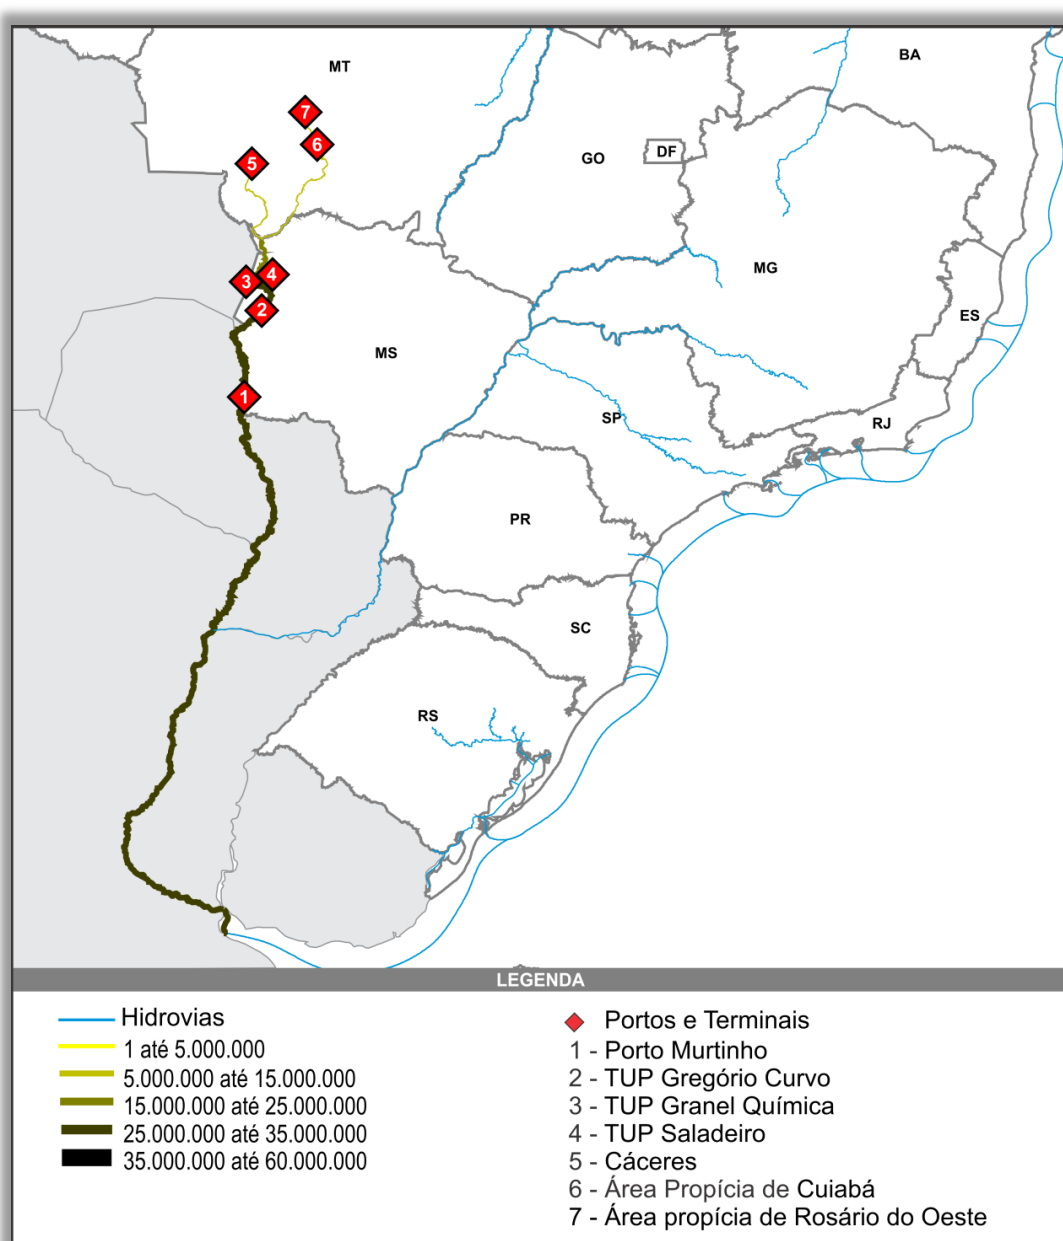 MT
BA
7
6
5
GO
DF
MG
3
4
2
ES
MS
1
SP
RJ
PR
SC
RS
LEGENDA
Hidrovias
1 até 5.000.000
5.000.000 até 15.000.000
15.000.000 até 25.000.000
25.000.000 até 35.000.000
35.000.000 até 60.000.000
Portos e Terminais
1 - Porto Murtinho
2 - TUP Gregório Curvo
3 - TUP Granel Química
4 - TUP Saladeiro
5 - Cáceres
6 - Área Propícia de Cuiabá
7 - Área propícia de Rosário do Oeste